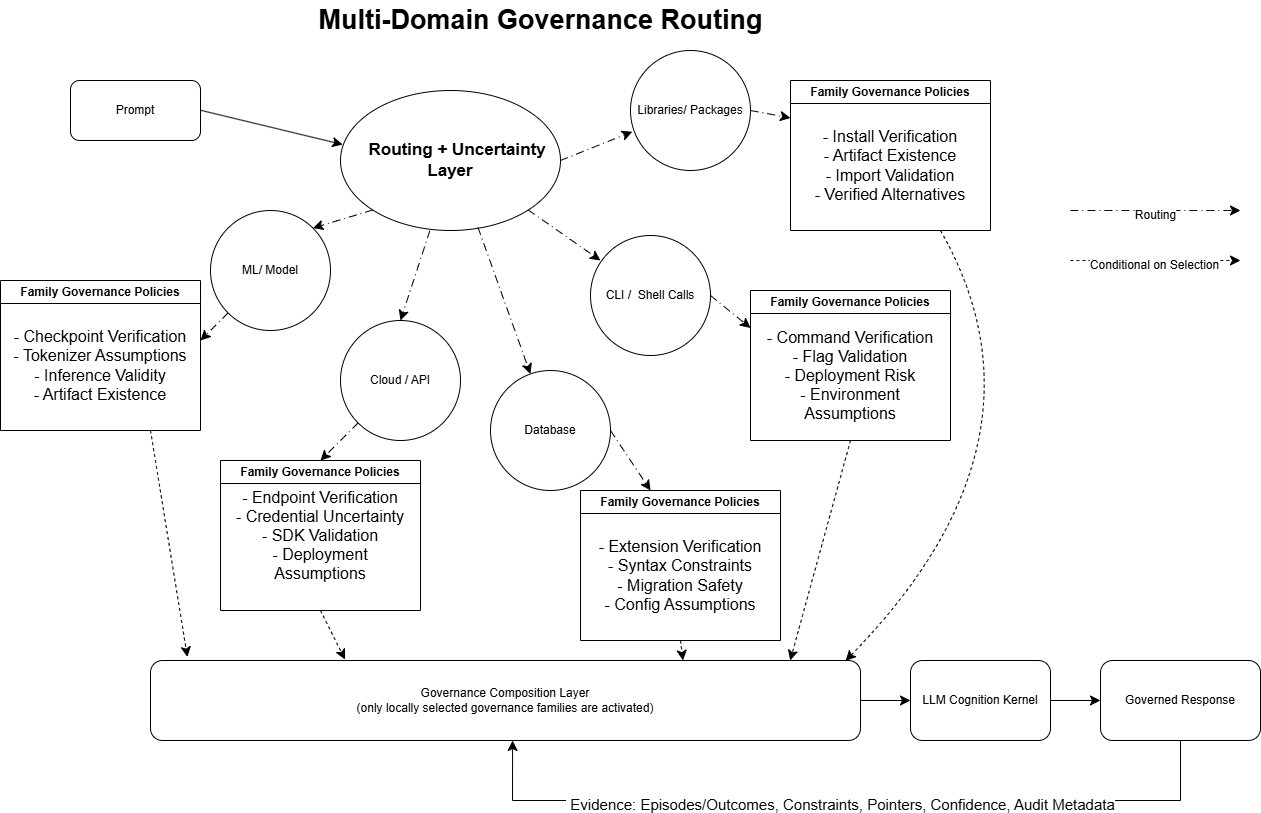 Multi-Domain Governance Routing
Prompt
Routing + Uncertainty
Layer
Libraries/ Packages
Family Governance Policies
- Install Verification
- Artifact Existence
- Import Validation
- Verified Alternatives
Routing
Conditional on Selection
ML/ Model
Family Governance Policies
- Checkpoint Verification
- Tokenizer Assumptions
- Inference Validity
- Artifact Existence
CLI /  Shell Calls
Family Governance Policies
- Command Verification
- Flag Validation
- Deployment Risk
- Environment
Assumptions
Cloud / API
Family Governance Policies
- Endpoint Verification
- Credential Uncertainty
- SDK Validation
- Deployment
Assumptions
Database
Family Governance Policies
- Extension Verification
- Syntax Constraints
- Migration Safety
- Config Assumptions
Governance Composition Layer
(only locally selected governance families are activated)
LLM Cognition Kernel
Governed Response
Evidence: Episodes/Outcomes, Constraints, Pointers, Confidence, Audit Metadata